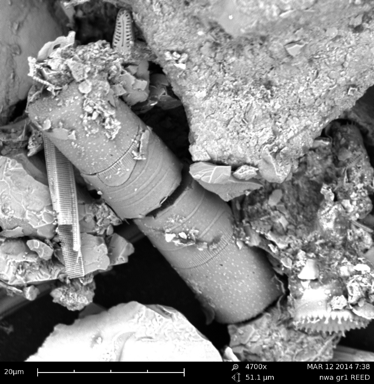 20µm
4700x
51.1 µm
MAR 12 2014 7:38
nwa gr1 REED